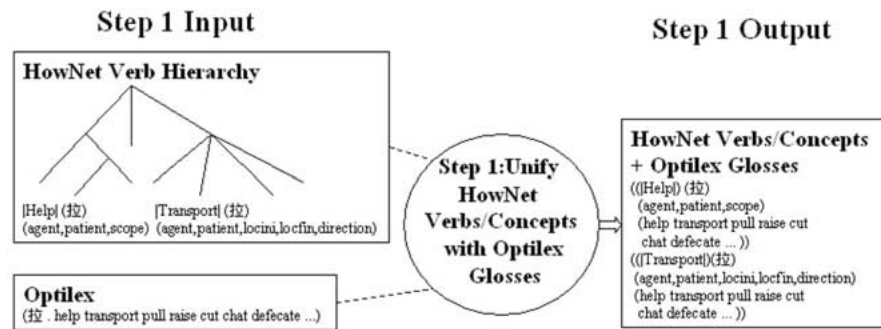 Step 1 Input
Step 1 Output
HowNet Verb Hierarchy
|Help| (拉)
(agent,patient,scope)
|Transport| (拉)
(agent,patient,locini,locfin,direction)
Optilex
(拉 . help transport pull raise cut chat defecate ...)
Step 1:Unify
HowNet
Verbs/Concepts
with Optilex
Glosses
HowNet Verbs/Concepts
+ Optilex Glosses
((|Help|) (拉)
(agent,patient,scope)
(help transport pull raise cut
chat defecate ... ))
((|Transport|)(拉)
(agent,patient,locini,locfin,direction)
(help transport pull raise cut
chat defecate ... ))